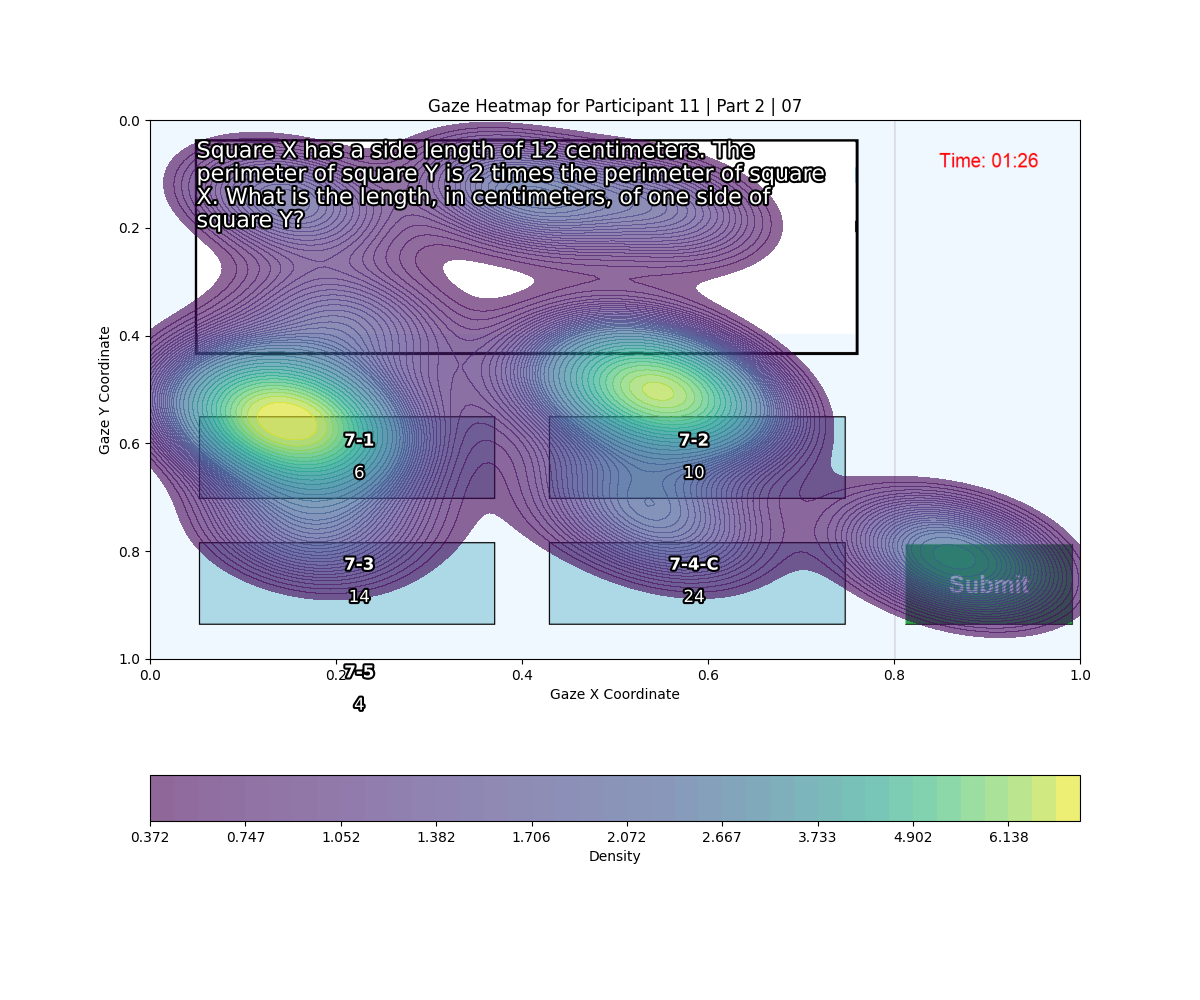 Gaze Heatmap for Participant 11 | Part 2 | 07
0.0
0.2
0.4
0.6
0.8
1.0
Gaze Y Coordinate
Square X has a side length of 12 centimeters. The
perimeter of square Y is 2 times the perimeter of square
X. What is the length, in centimeters, of one side of
square Y?
Time: 01:26
7-1
6
7-2
10
7-3
14
7-4-C
24
Submit
0.0
0.2
0.4
0.6
0.8
1.0
7-5
4
Gaze X Coordinate
0.372
0.747
1.052
1.382
1.706
2.072
2.667
3.733
4.902
6.138
Density